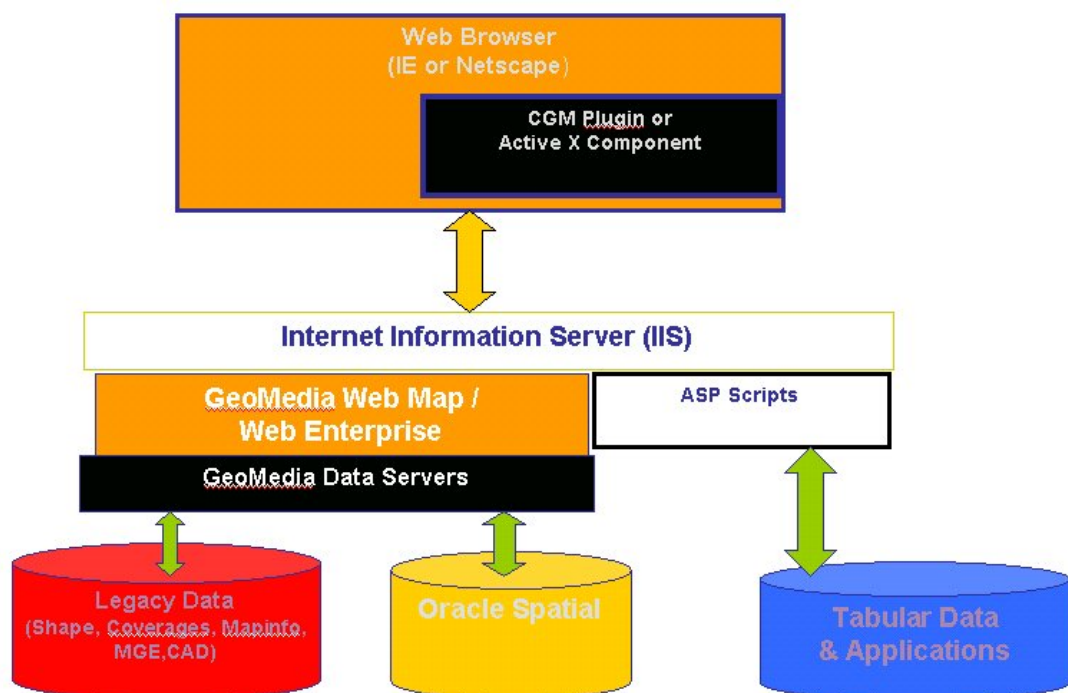 Web Browser
(IE or Netscape)
CGM Plugin or
Active X Component
Internet Information Server (IIS)
GeoMedia Web Map /
Web Enterprise
ASP Scripts
GeoMedia Data Servers
Legacy Data
(Shape, Coverages, Mapinfo,
MGE,CAD)
Oracle Spatial
Tabular Data
& Applications